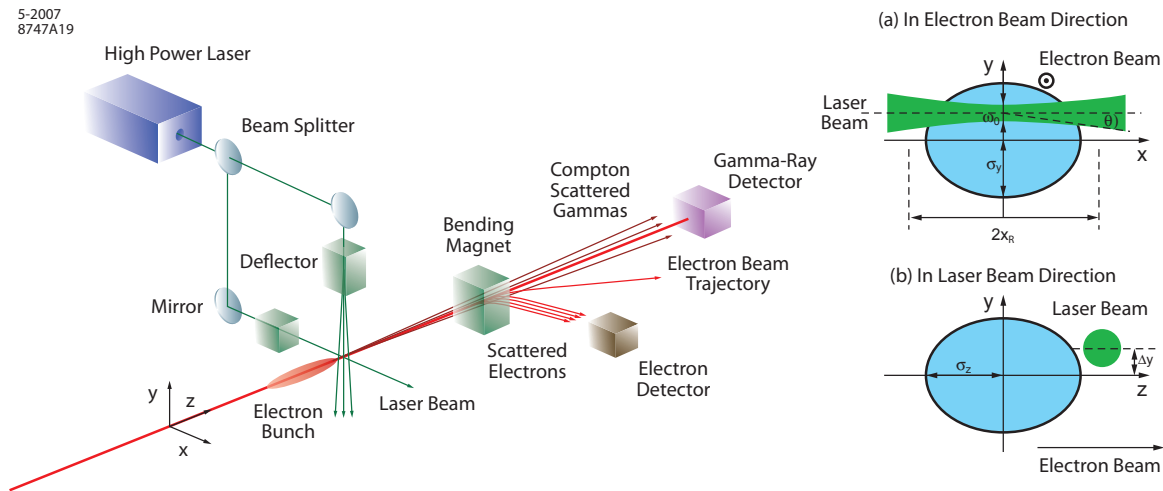 5-2007
8747A19
High Power Laser
Beam Splitter
Deflector
Mirror
Bending
Magnet
Compton
Scattered
Gammas
Gamma-Ray
Detector
Electron Beam
Trajectory
Scattered
Electrons
Electron
Detector
Laser Beam
Electron
Bunch
y
z
x
(a) In Electron Beam Direction
y
Electron Beam
Laser
Beam
ω0
θ)
x
σy
2xR
(b) In Laser Beam Direction
y
Laser Beam
σz
Δy
z
Electron Beam